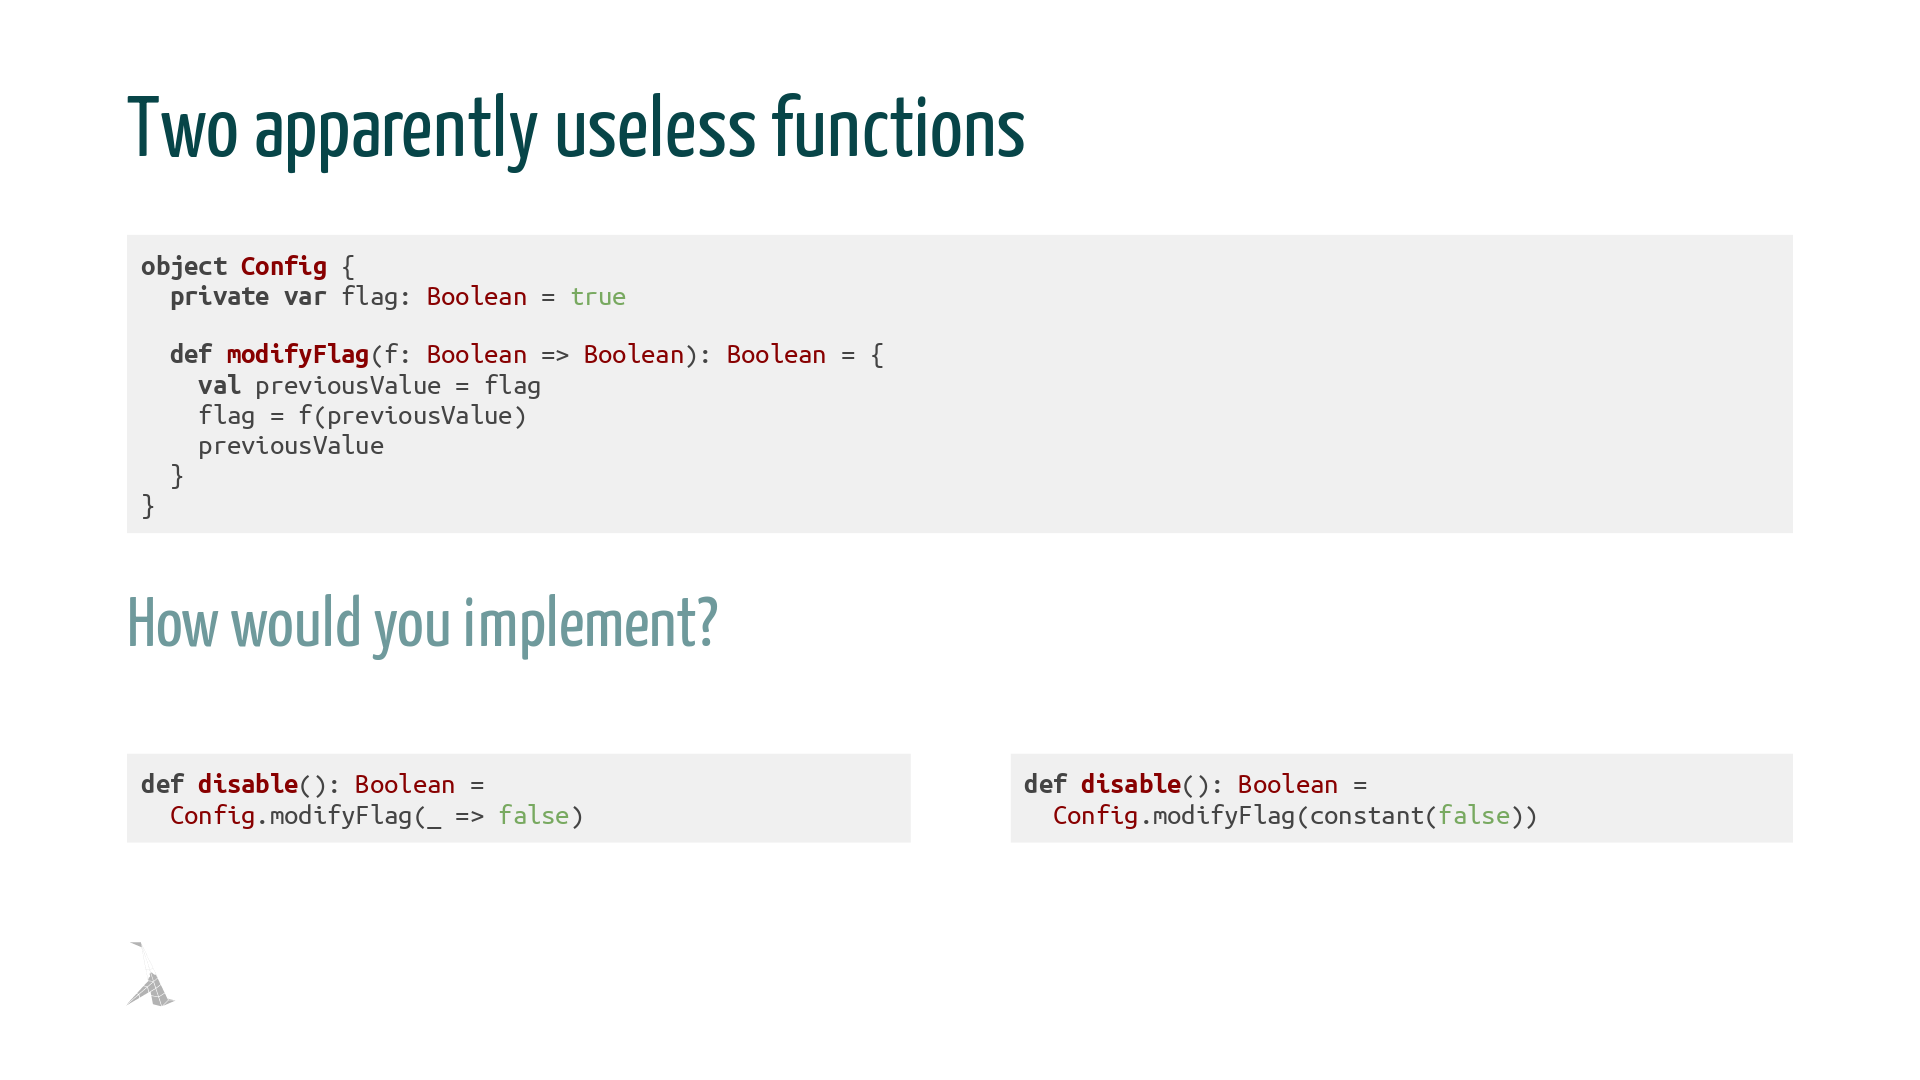 Two apparently useless functions
object Config {
  private var flag: Boolean = true

  def modifyFlag(f: Boolean => Boolean): Boolean = {
    val previousValue = flag
    flag = f(previousValue)
    previousValue
  }
}
How would you implement?
def disable(): Boolean =
  Config.modifyFlag(_ => false)
def disable(): Boolean =
  Config.modifyFlag(constant(false))